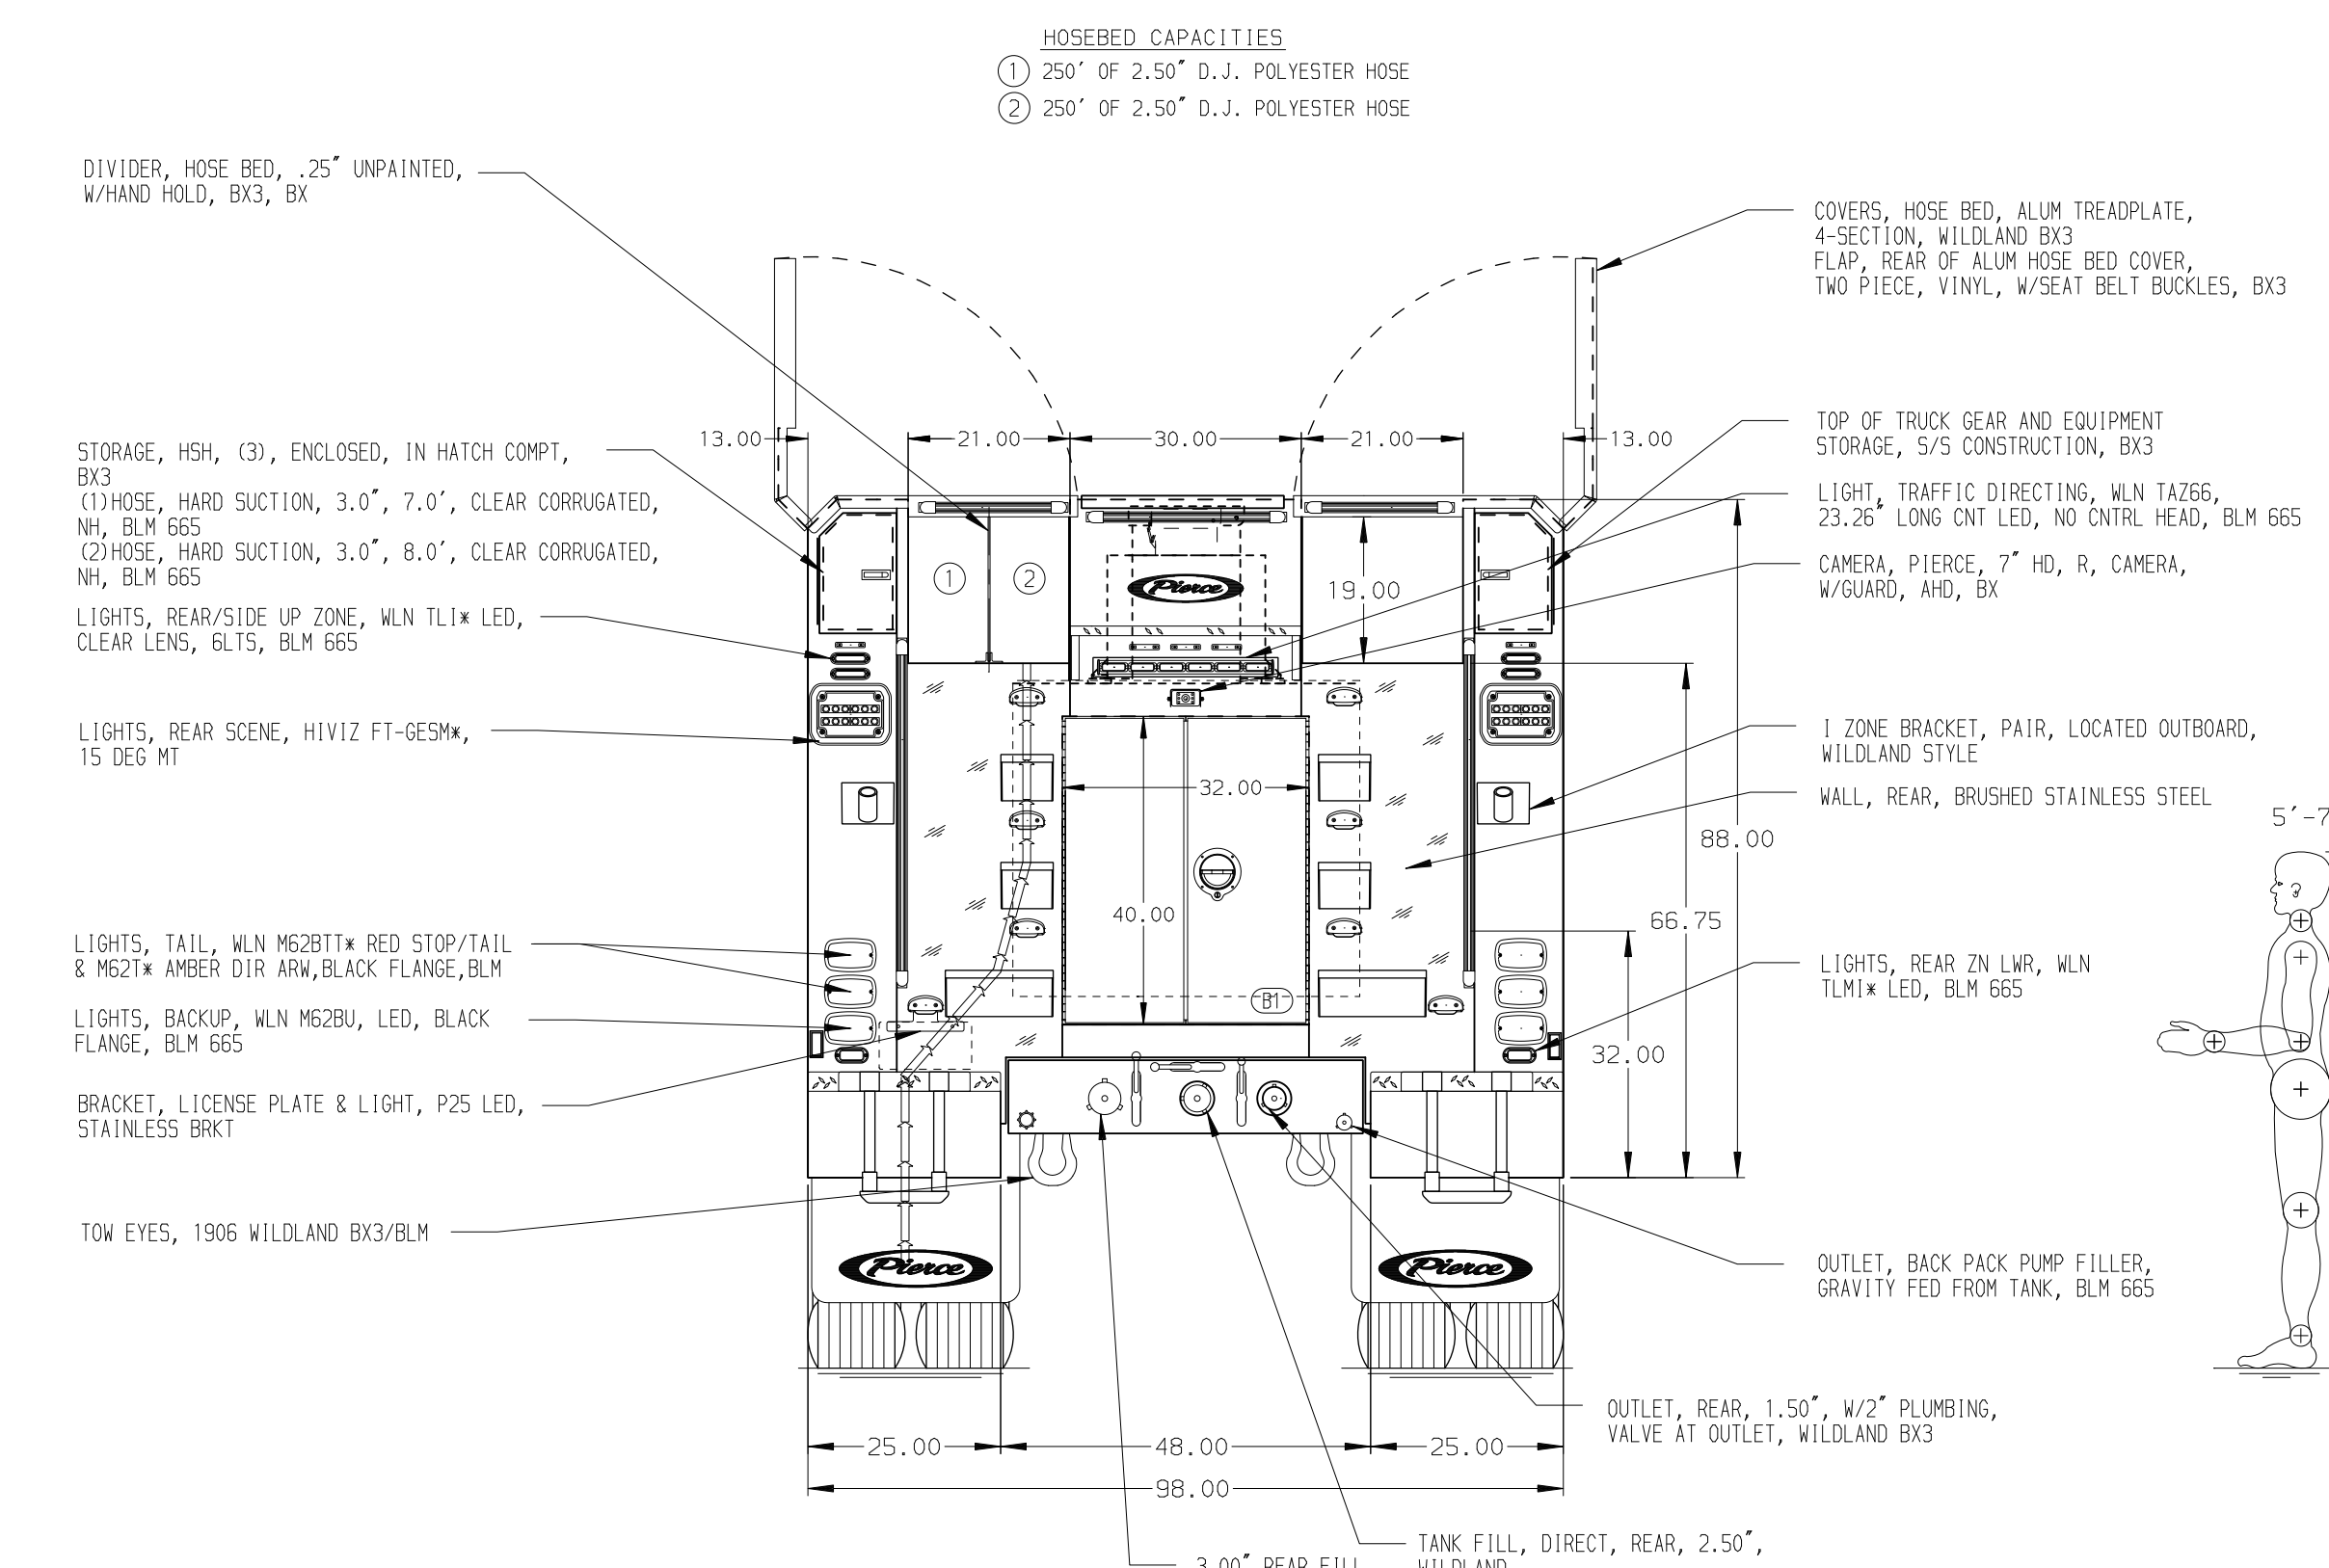 HOSEBED CAPACITIES
1 250' OF 2.50" D.J. POLYESTER HOSE
2 250' OF 2.50" D.J. POLYESTER HOSE
DIVIDER, HOSE BED, .25" UNPAINTED,
W/HAND HOLD, BX3, BX
COVERS, HOSE BED, ALUM TREADPLATE,
4-SECTION, WILDLAND BX3
FLAP, REAR OF ALUM HOSE BED COVER,
TWO PIECE, VINYL, W/SEAT BELT BUCKLES, BX3
STORAGE, HSH, (3), ENCLOSED, IN HATCH COMPT,
BX3
(1)HOSE, HARD SUCTION, 3.0", 7.0', CLEAR CORRUGATED,
NH, BLM 665
(2)HOSE, HARD SUCTION, 3.0", 8.0', CLEAR CORRUGATED,
NH, BLM 665
LIGHTS, REAR/SIDE UP ZONE, WLN TLI* LED,
CLEAR LENS, 6LTS, BLM 665
LIGHTS, REAR SCENE, HIVIZ FT-GESM*,
15 DEG MT
LIGHTS, TAIL, WLN M62BTT* RED STOP/TAIL
& M62T* AMBER DIR ARW,BLACK FLANGE,BLM
LIGHTS, BACKUP, WLN M62BU, LED, BLACK
FLANGE, BLM 665
BRACKET, LICENSE PLATE & LIGHT, P25 LED,
STAINLESS BRKT
TOW EYES, 1906 WILDLAND BX3/BLM
13.00
21.00
30.00
21.00
13.00
1
2
Pierce
19.00
32.00
40.00
B1
88.00
66.75
32.00
Pierce
Pierce
25.00
48.00
25.00
98.00
TOP OF TRUCK GEAR AND EQUIPMENT
STORAGE, S/S CONSTRUCTION, BX3
LIGHT, TRAFFIC DIRECTING, WLN TAZ66,
23.26" LONG CNT LED, NO CNTRL HEAD, BLM 665
CAMERA, PIERCE, 7" HD, R, CAMERA,
W/GUARD, AHD, BX
I ZONE BRACKET, PAIR, LOCATED OUTBOARD,
WILDLAND STYLE
WALL, REAR, BRUSHED STAINLESS STEEL
5'-7
LIGHTS, REAR ZN LWR, WLN
TLMI* LED, BLM 665
OUTLET, BACK PACK PUMP FILLER,
GRAVITY FED FROM TANK, BLM 665
OUTLET, REAR, 1.50", W/2" PLUMBING,
VALVE AT OUTLET, WILDLAND BX3
TANK FILL, DIRECT, REAR, 2.50",
WILDLAND
3.00" REAR FILL